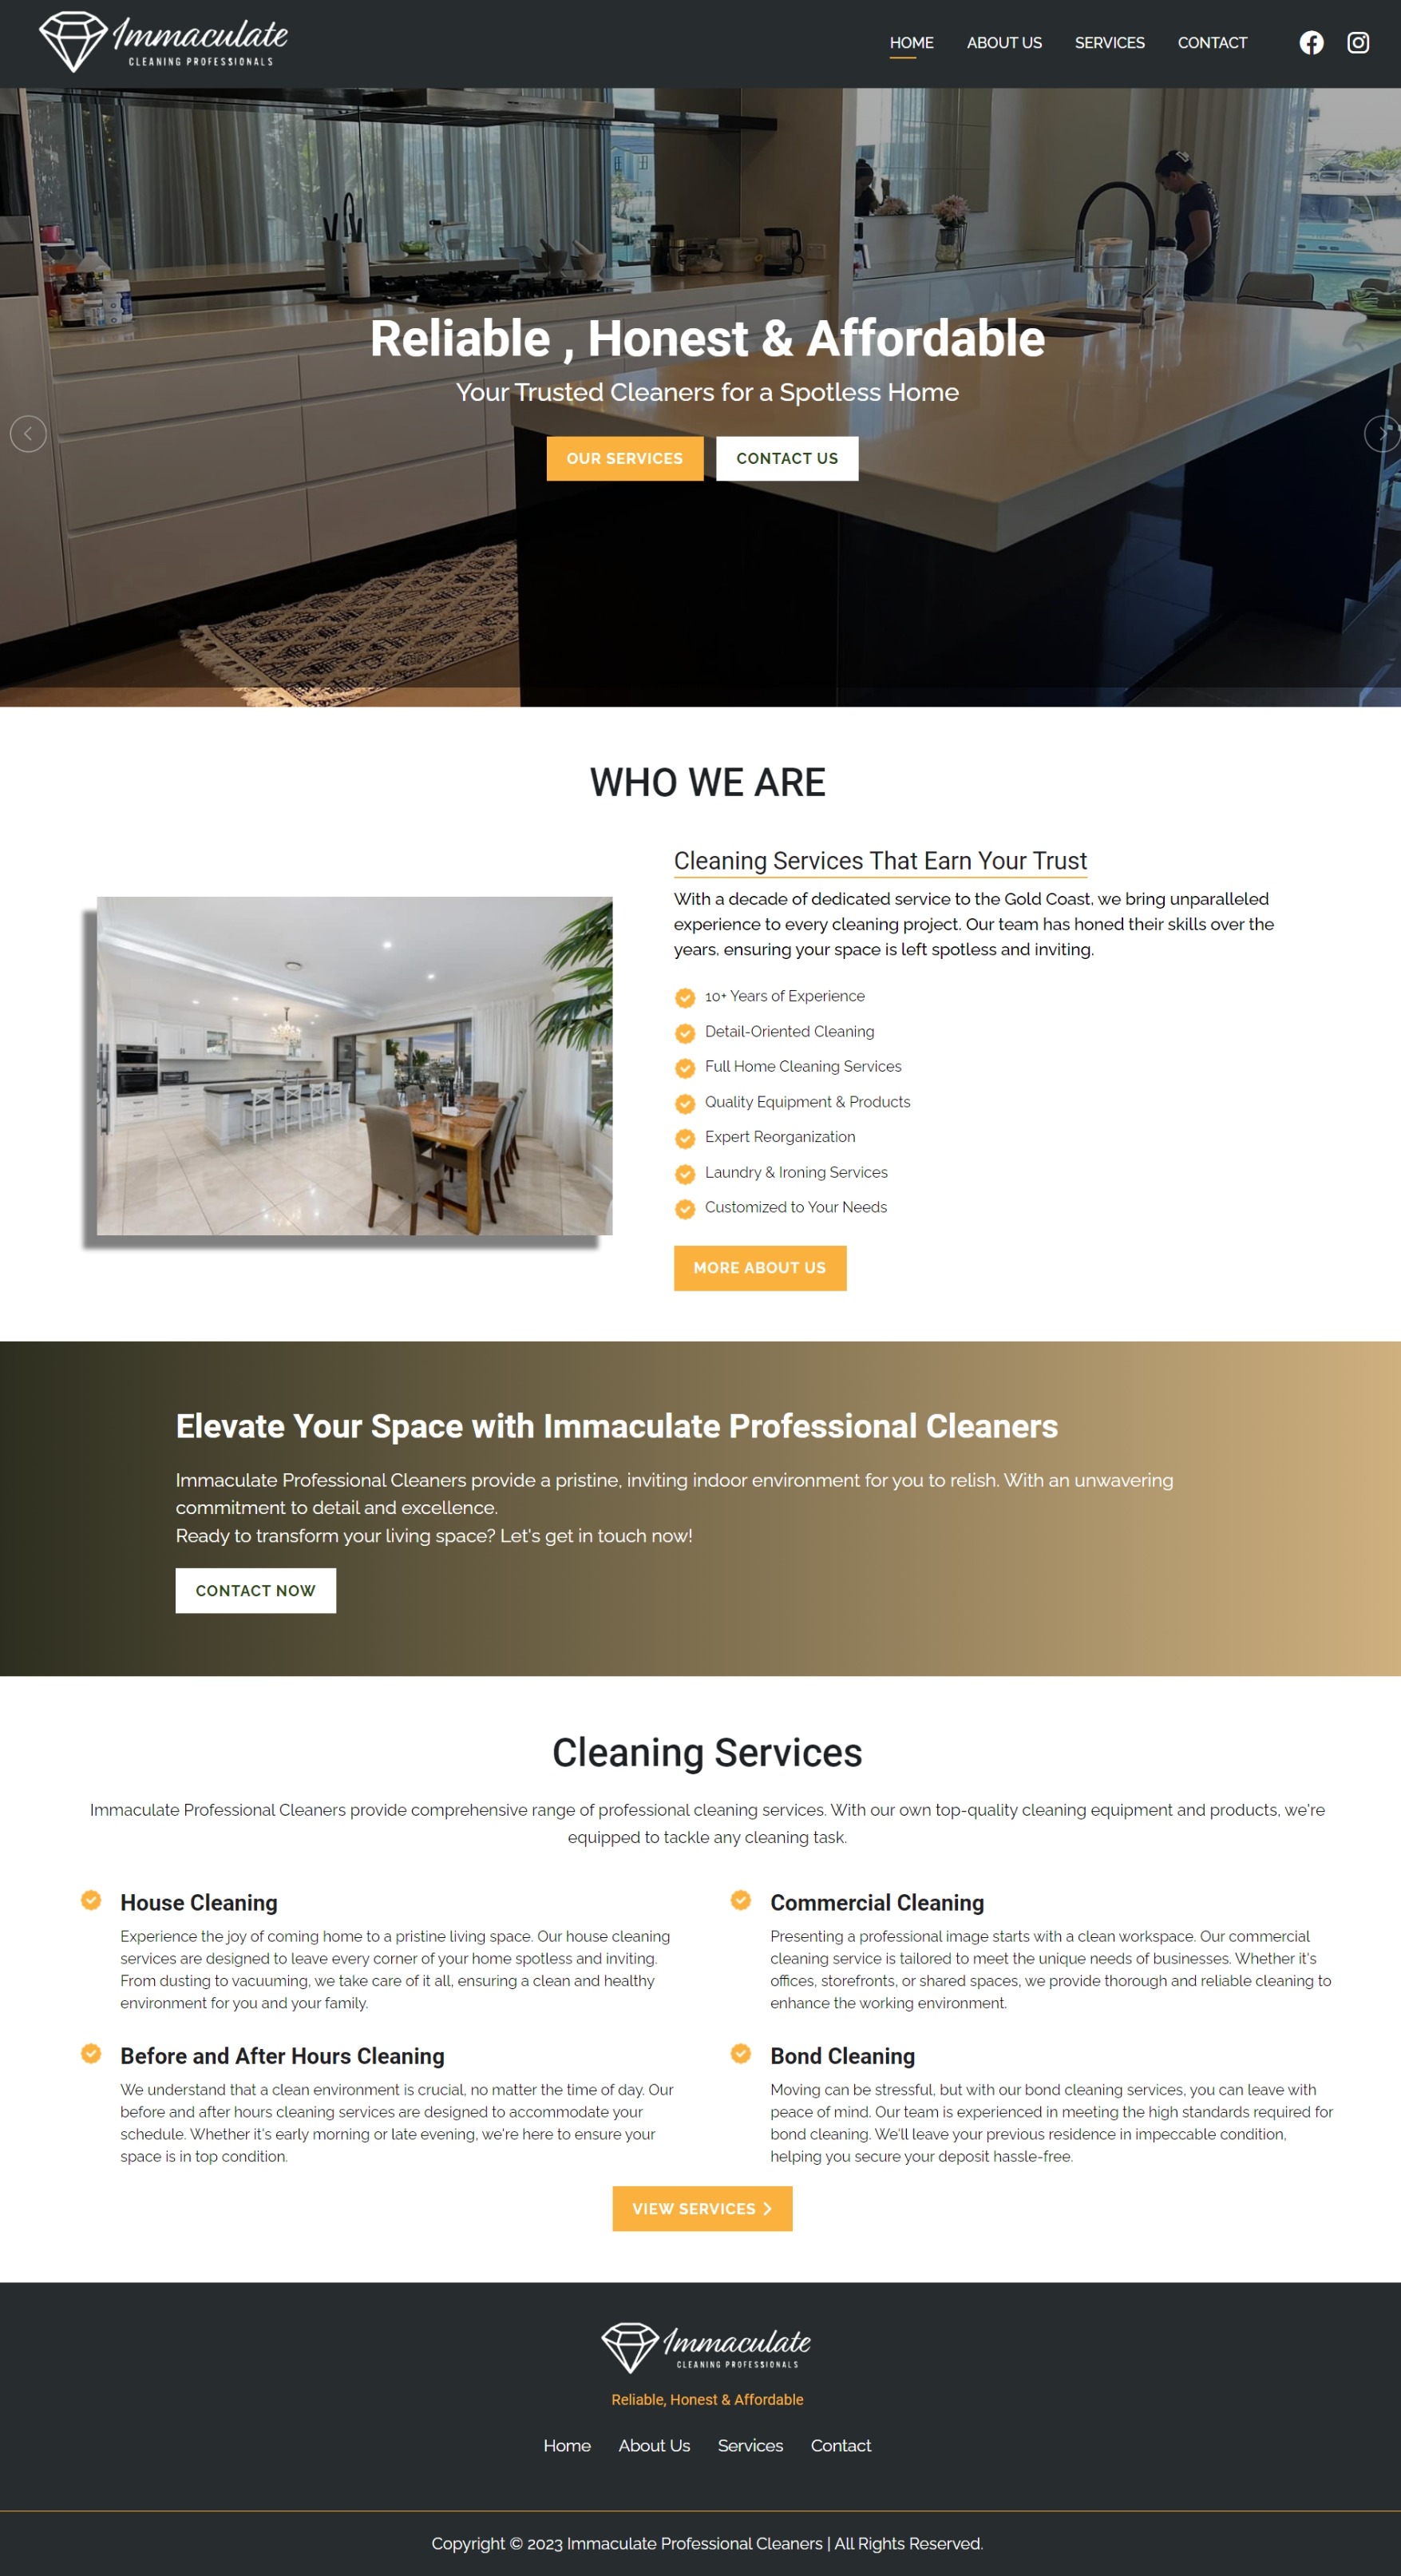 Immaculate
CLEANING PROFESSIONALS
HOME
ABOUT US
SERVICES
CONTACT
Reliable , Honest & Affordable
Your Trusted Cleaners for a Spotless Home
OUR SERVICES
CONTACT US
WHO WE ARE
Cleaning Services That Earn Your Trust
With a decade of dedicated service to the Gold Coast, we bring unparalleled
experience to every cleaning project. Our team has honed their skills over the
years, ensuring your space is left spotless and inviting.
10+ Years of Experience
Detail-Oriented Cleaning
Full Home Cleaning Services
Quality Equipment & Products
Expert Reorganization
Laundry & Ironing Services
Customized to Your Needs
MORE ABOUT US
Elevate Your Space with Immaculate Professional Cleaners
Immaculate Professional Cleaners provide a pristine, inviting indoor environment for you to relish. With an unwavering
commitment to detail and excellence.
Ready to transform your living space? Let's get in touch now!
CONTACT NOW
Cleaning Services
Immaculate Professional Cleaners provide comprehensive range of professional cleaning services. With our own top-quality cleaning equipment and products, we're
equipped to tackle any cleaning task.
House Cleaning
Experience the joy of coming home to a pristine living space. Our house cleaning
services are designed to leave every corner of your home spotless and inviting.
From dusting to vacuuming, we take care of it all, ensuring a clean and healthy
environment for you and your family.
Commercial Cleaning
Presenting a professional image starts with a clean workspace. Our commercial
cleaning service is tailored to meet the unique needs of businesses. Whether it's
offices, storefronts, or shared spaces, we provide thorough and reliable cleaning to
enhance the working environment.
Before and After Hours Cleaning
We understand that a clean environment is crucial, no matter the time of day. Our
before and after hours cleaning services are designed to accommodate your
schedule. Whether it's early morning or late evening, we're here to ensure your
space is in top condition.
Bond Cleaning
Moving can be stressful, but with our bond cleaning services, you can leave with
peace of mind. Our team is experienced in meeting the high standards required for
bond cleaning. We'll leave your previous residence in impeccable condition,
helping you secure your deposit hassle-free.
VIEW SERVICES
Immaculate
CLEANING PROFESSIONALS
Reliable, Honest & Affordable
Home
About Us
Services
Contact
Copyright © 2023 Immaculate Professional Cleaners | All Rights Reserved.